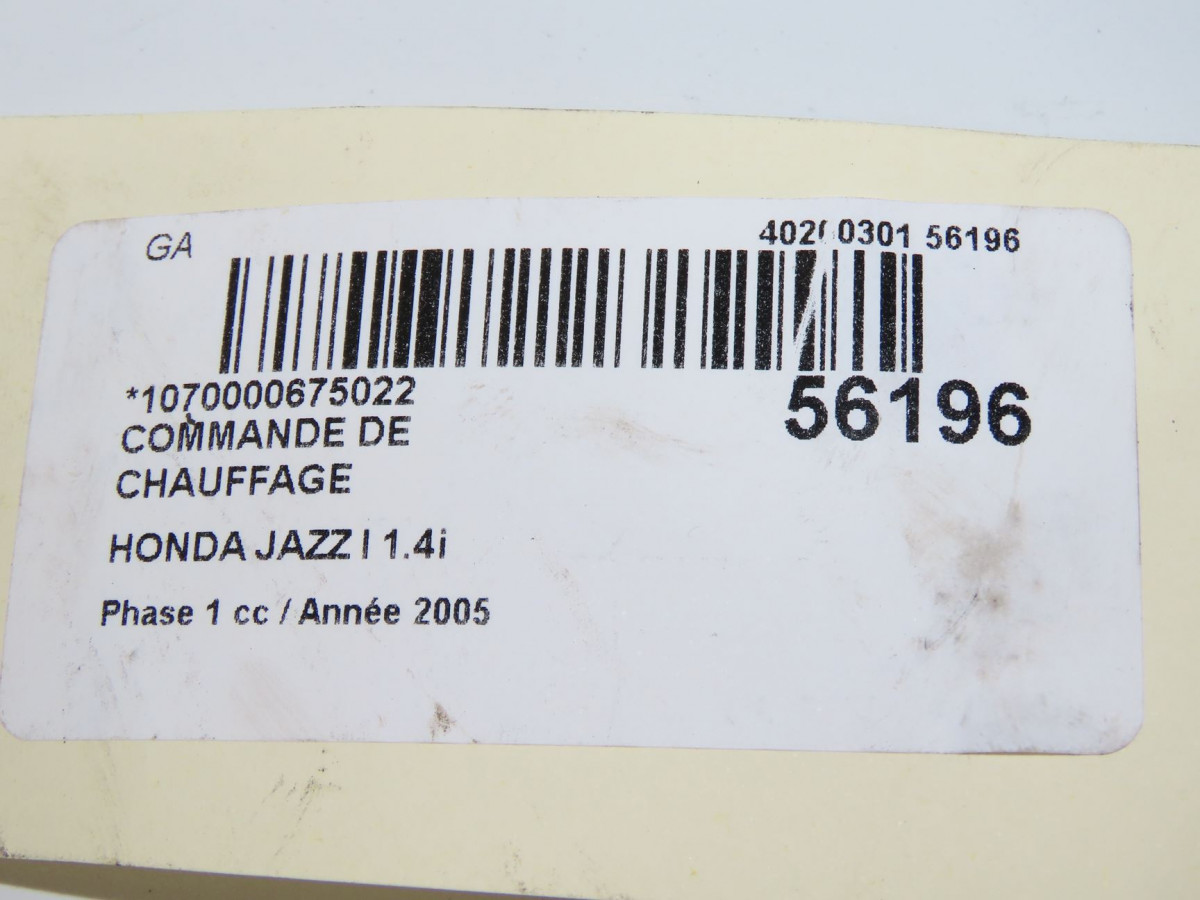 GA
56196
*1070000675022
56196
COMMANDE DE
CHAUFFAGE
HONDA JAZZ I 1.4i
Phase 1 cc / Année 2005